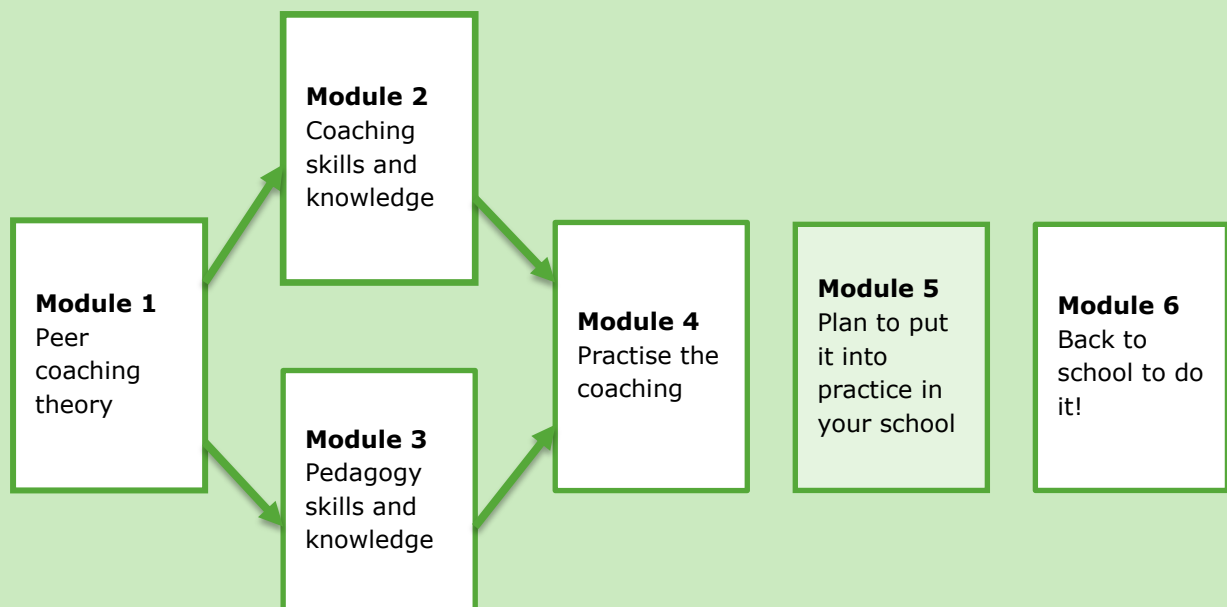 Module 1
Peer
coaching
theory
Module 2
Coaching
skills and
knowledge
Module 3
Pedagogy
skills and
knowledge
Module 4
Practise the
coaching
Module 5
Plan to put
it into
practice in
your school
Module 6
Back to
school to do
it!